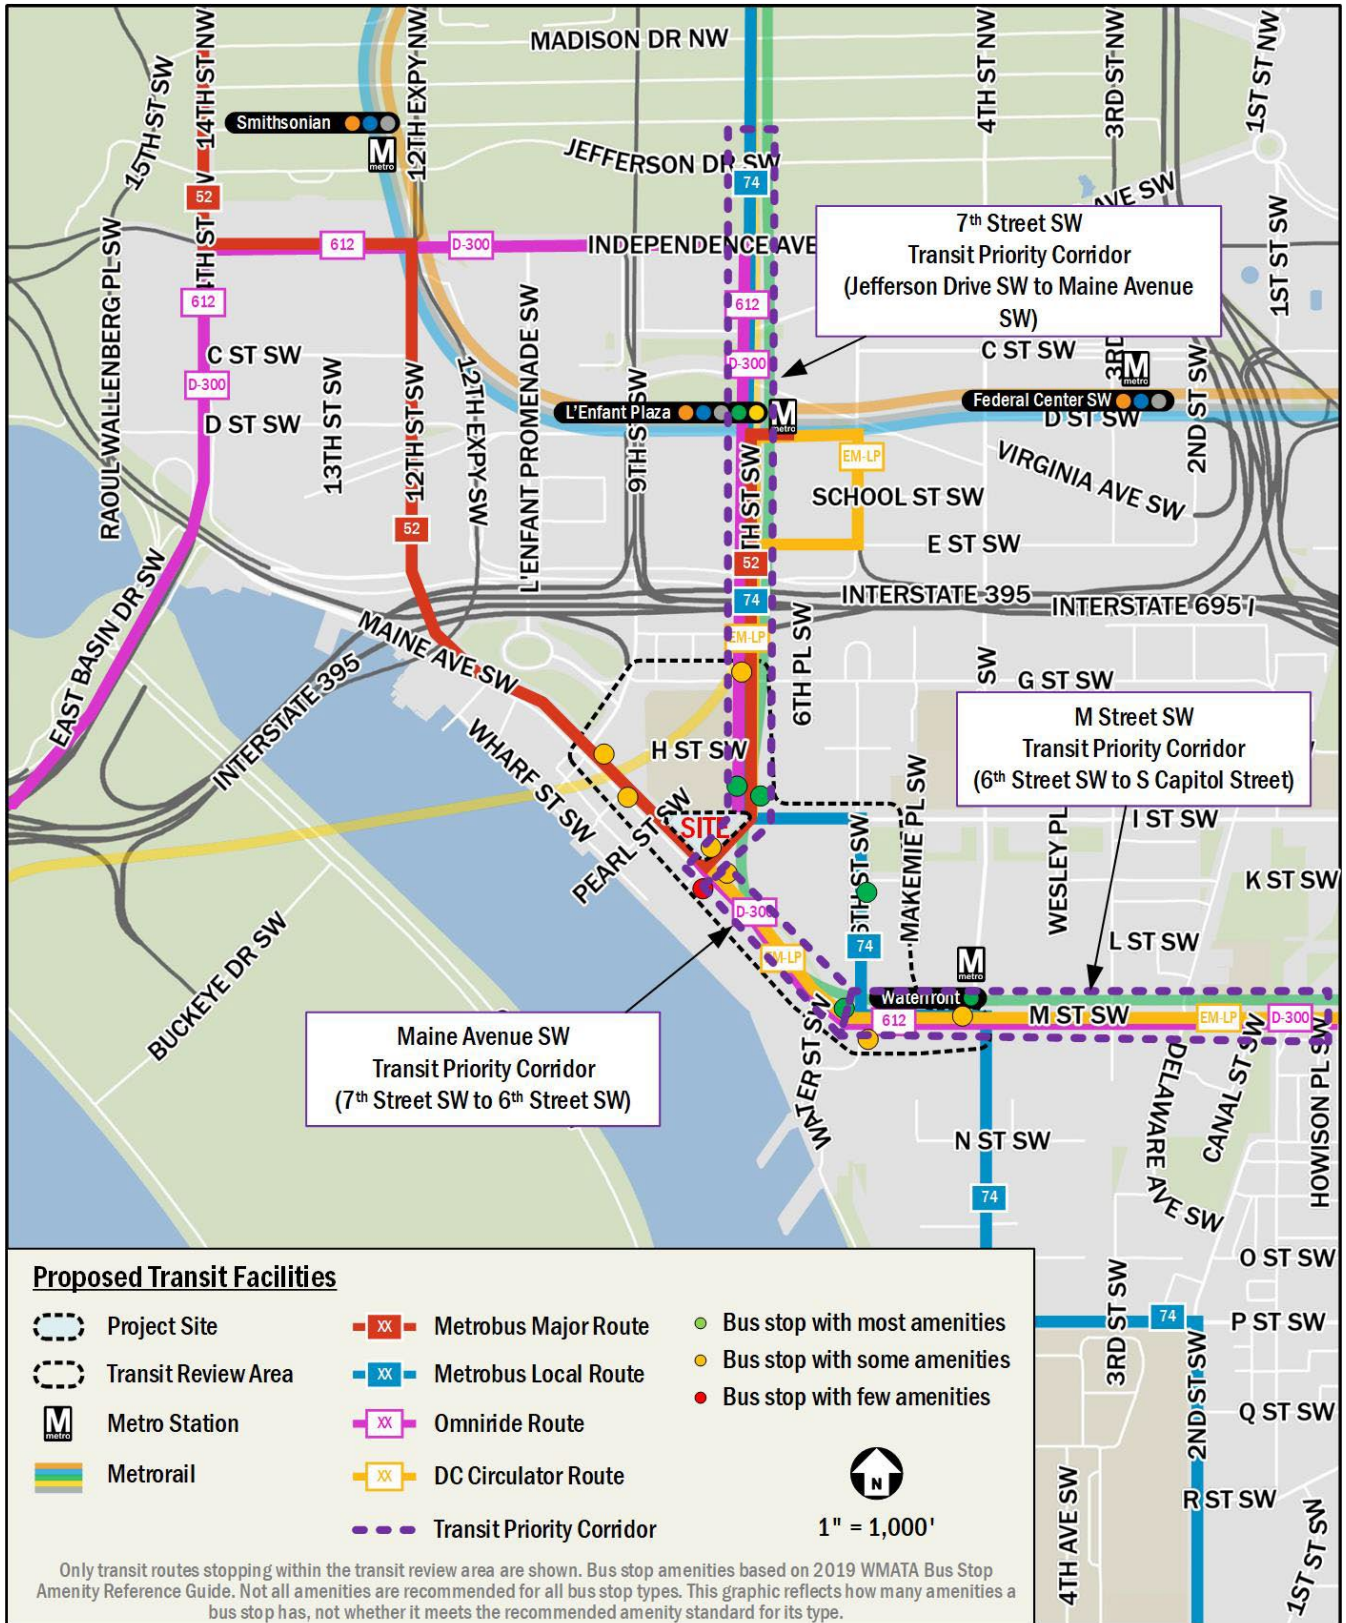 MADISON DR NW
15TH ST SW
14TH ST NW
12TH EXPY NW
4TH ST NW
3RD ST NW
1ST ST NW
Smithsonian
M
metro
JEFFERSON DR SW
74
52
AVE SW
7th Street SW
Transit Priority Corridor
(Jefferson Drive SW to Maine Avenue
SW)
612
D-300
INDEPENDENCE AVE
1ST ST SW
RAOUL WALLENBERG PL SW
612
612
C ST SW
D-300
D ST SW
13TH ST SW
12TH ST SW
12TH EXPY SW
L'ENFANT PROMENADE SW
9TH ST SW
D-300
C ST SW
3RD
M
metro
2ND ST SW
L'Enfant Plaza
M
metro
Federal Center SW
D ST SW
EM-LP
VIRGINIA AVE SW
SCHOOL ST SW
TH ST SW
52
E ST SW
52
74
INTERSTATE 395
INTERSTATE 695 I
EAST BASIN DR SW
MAINE AVE SW
EM-LP
6TH PL SW
SW
G ST SW
INTERSTATE 395
M Street SW
Transit Priority Corridor
(6th Street SW to S Capitol Street)
WHARF ST SW
H ST SW
MAKEMIE PL SW
WESLEY PL
I ST SW
PEARL ST SW
SITE
6TH ST SW
K ST SW
D-300
L ST SW
74
M
metro
EM-LP
BUCKEYE DR SW
Waterfront
WATER ST SW
612
M ST SW
EM-LP
D-300
Maine Avenue SW
Transit Priority Corridor
(7th Street SW to 6th Street SW)
DELAWARE AVE SW
CANAL ST SW
HOWISON PL SW
N ST SW
74
O ST SW
3RD ST SW
74
P ST SW
2ND ST SW
Q ST SW
4TH AVE SW
R ST SW
1ST ST SW
Proposed Transit Facilities
Project Site
XX
Metrobus Major Route
Bus stop with most amenities
Transit Review Area
XX
Metrobus Local Route
Bus stop with some amenities
M
metro
Metro Station
XX
Omniride Route
Bus stop with few amenities
Metrorail
XX
DC Circulator Route
N
Transit Priority Corridor
1" = 1,000'
Only transit routes stopping within the transit review area are shown. Bus stop amenities based on 2019 WMATA Bus Stop
Amenity Reference Guide. Not all amenities are recommended for all bus stop types. This graphic reflects how many amenities a
bus stop has, not whether it meets the recommended amenity standard for its type.